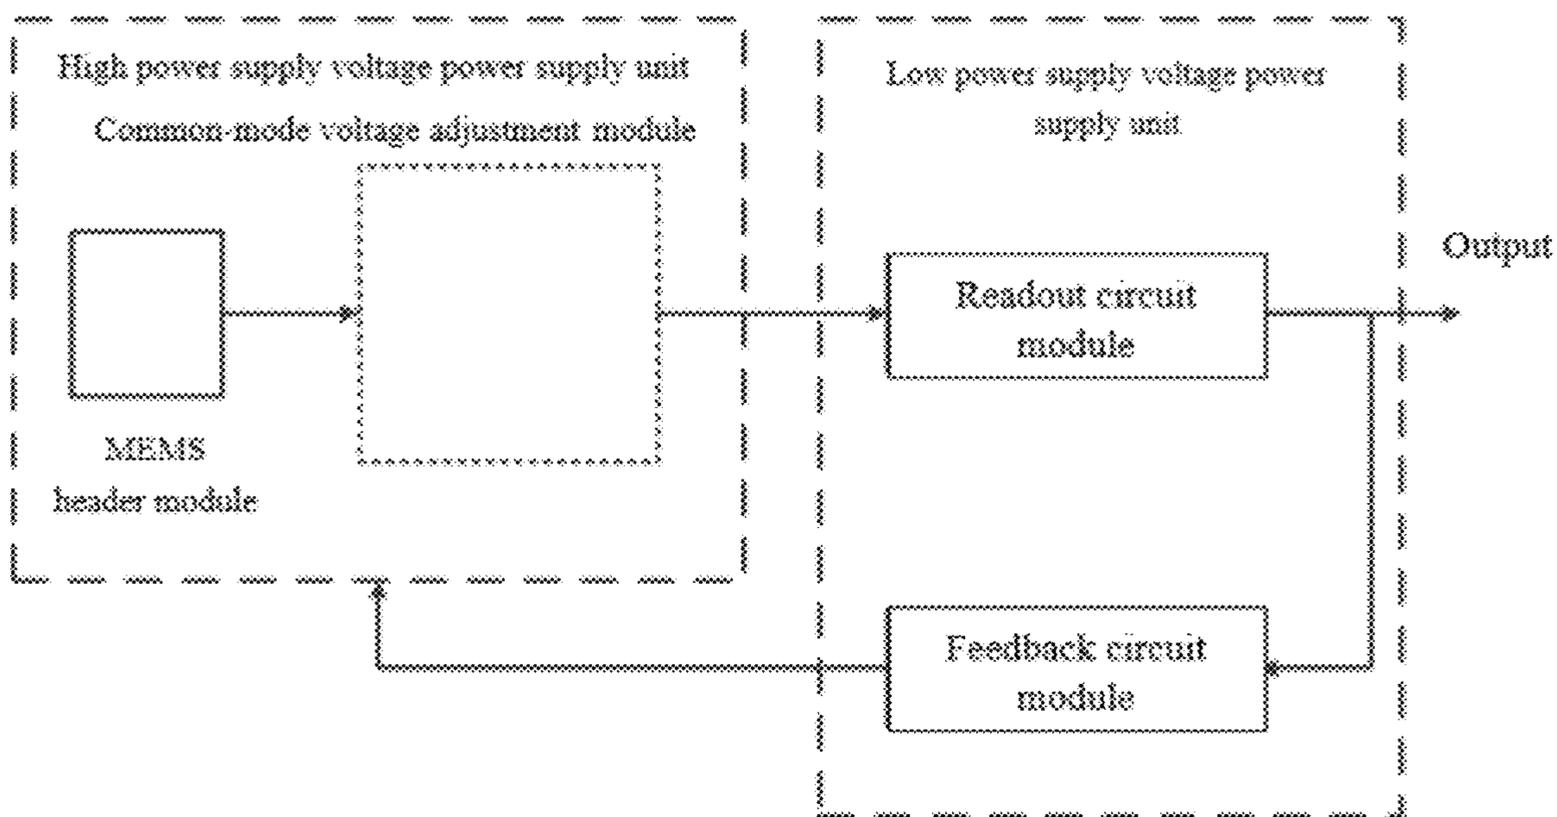 High power supply voltage power supply unit
Common-mode voltage adjustment module
MEMS
header module
Low power supply voltage power
supply unit
Readout circuit
module
Output
Feedback circuit
module